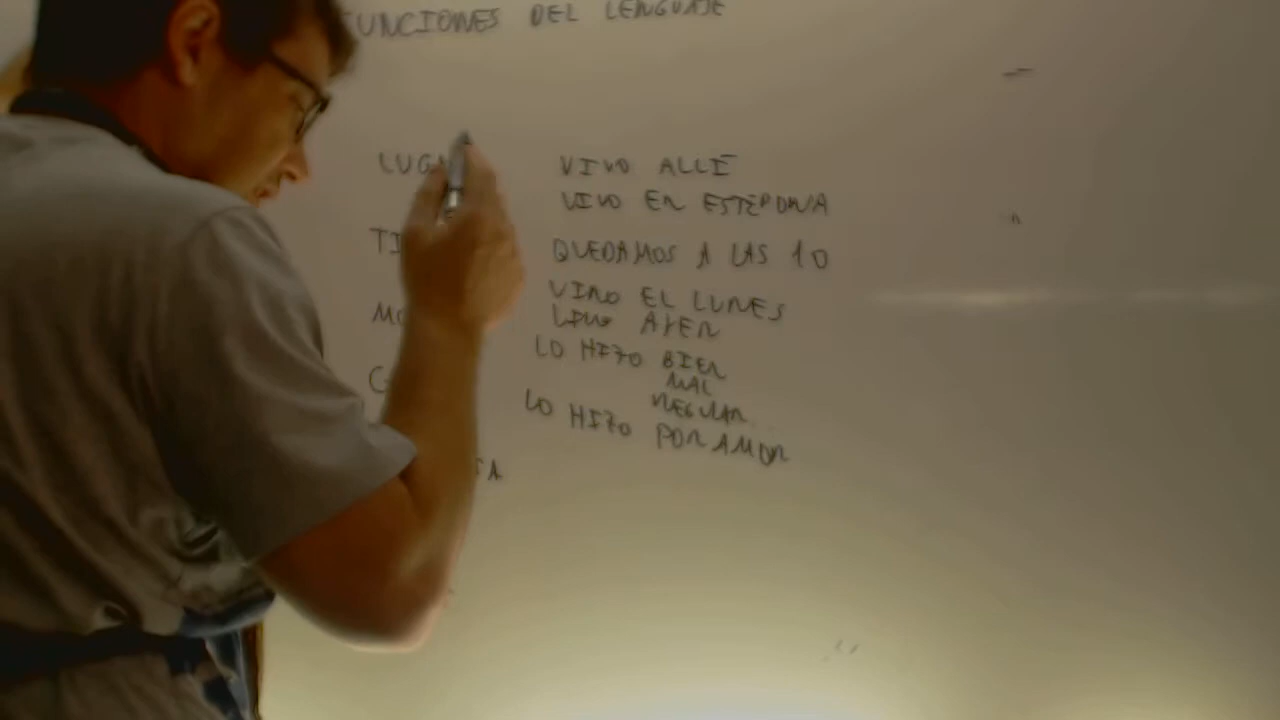 FUNCIONES DEL LENGUAJE
VIVO ALLÍ
VIVO EN ESTEPONA
QUEDAMOS A LAS 10
VINO EL LUNES
VINO AYER
LO HIZO BIEN
MAL
REGULAR
LO HIZO POR AMOR